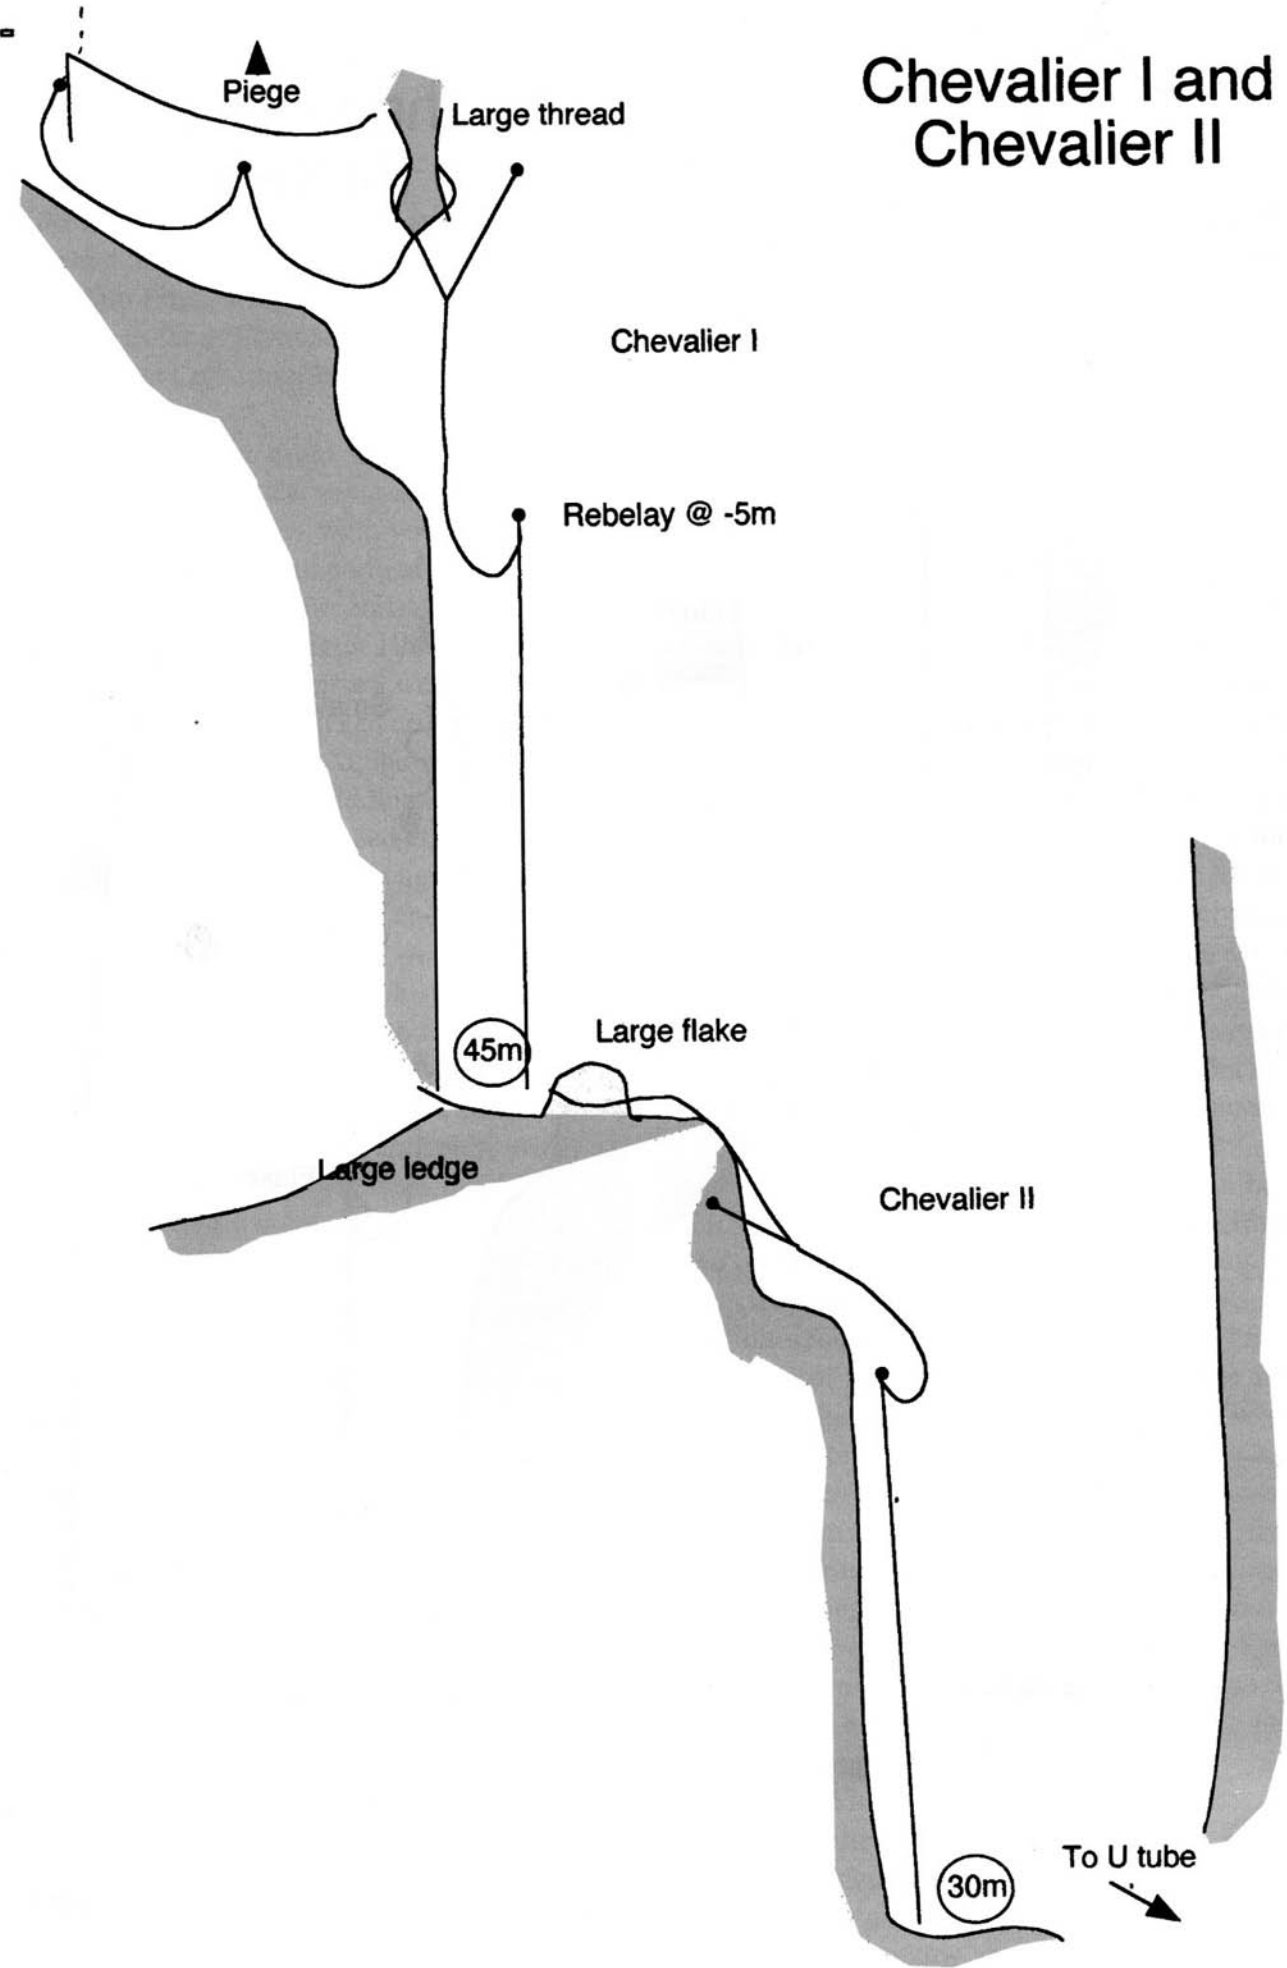 Chevalier I and
Chevalier II
Piege
Large thread
Chevalier I
Rebelay @ -5m
45m
Large flake
Large ledge
Chevalier II
To U tube
30m